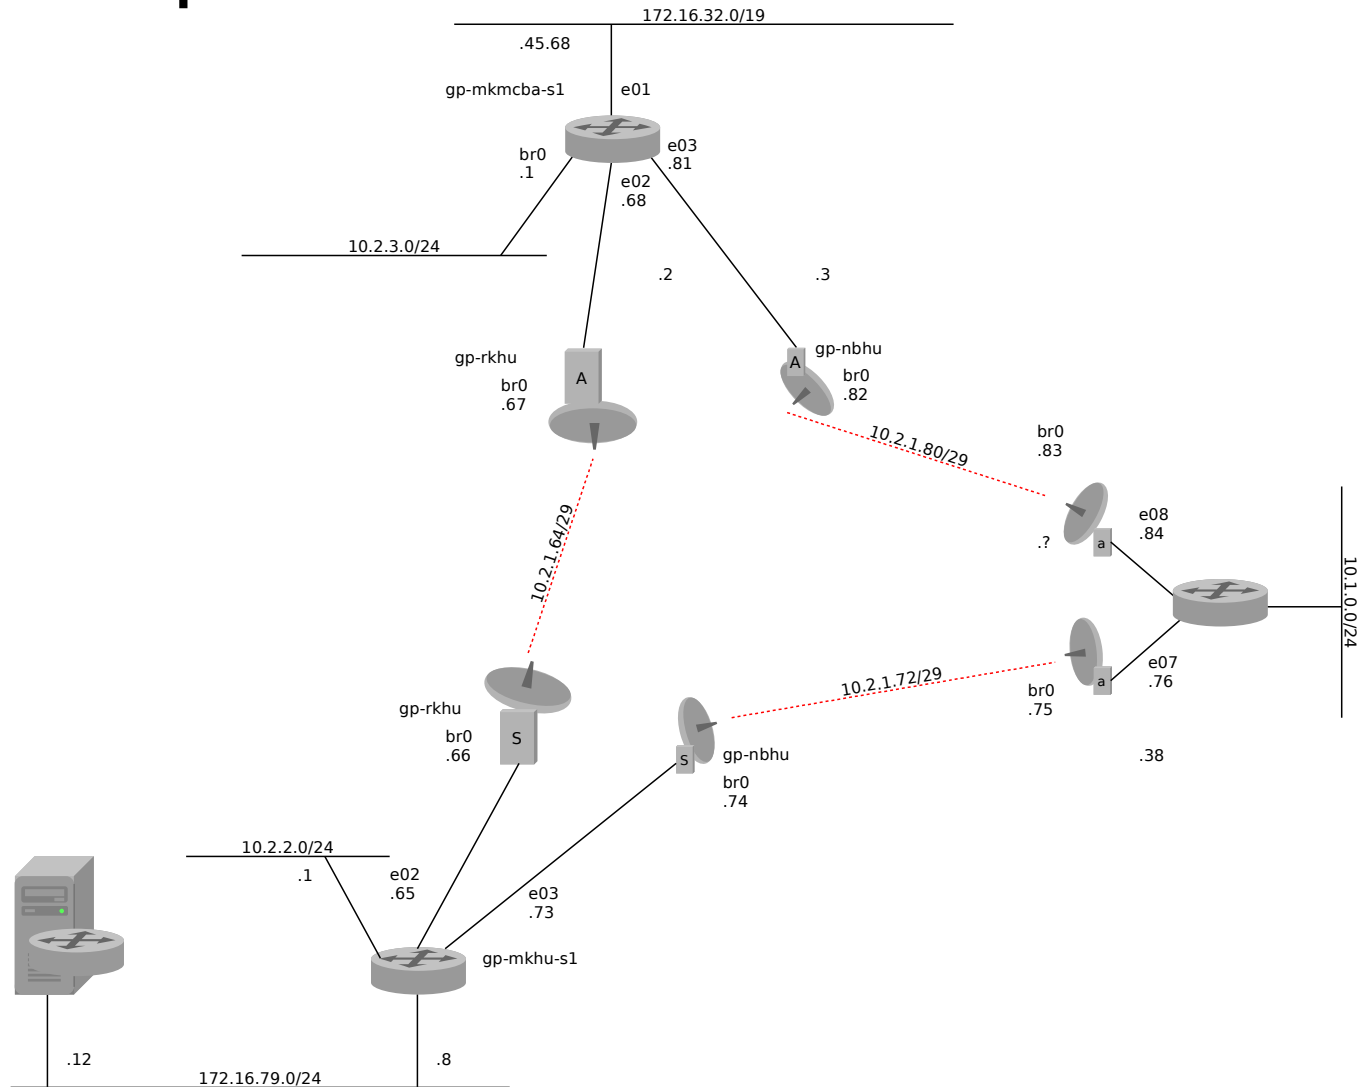 172.16.32.0/19
.45.68
gp-mkmcba-s1
e01
br0
.1
e03
.81
e02
.68
10.2.3.0/24
.2
.3
gp-rkhu
br0
.67
A
A
gp-nbhu
br0
.82
10.2.1.80/29
br0
.83
e08
.84
.?
a
10.2.1.64/29
10.1.0.0/24
e07
.76
a
br0
.75
10.2.1.72/29
.38
gp-rkhu
br0
.66
S
S
gp-nbhu
br0
.74
10.2.2.0/24
.1
e02
.65
e03
.73
gp-mkhu-s1
.12
.8
172.16.79.0/24